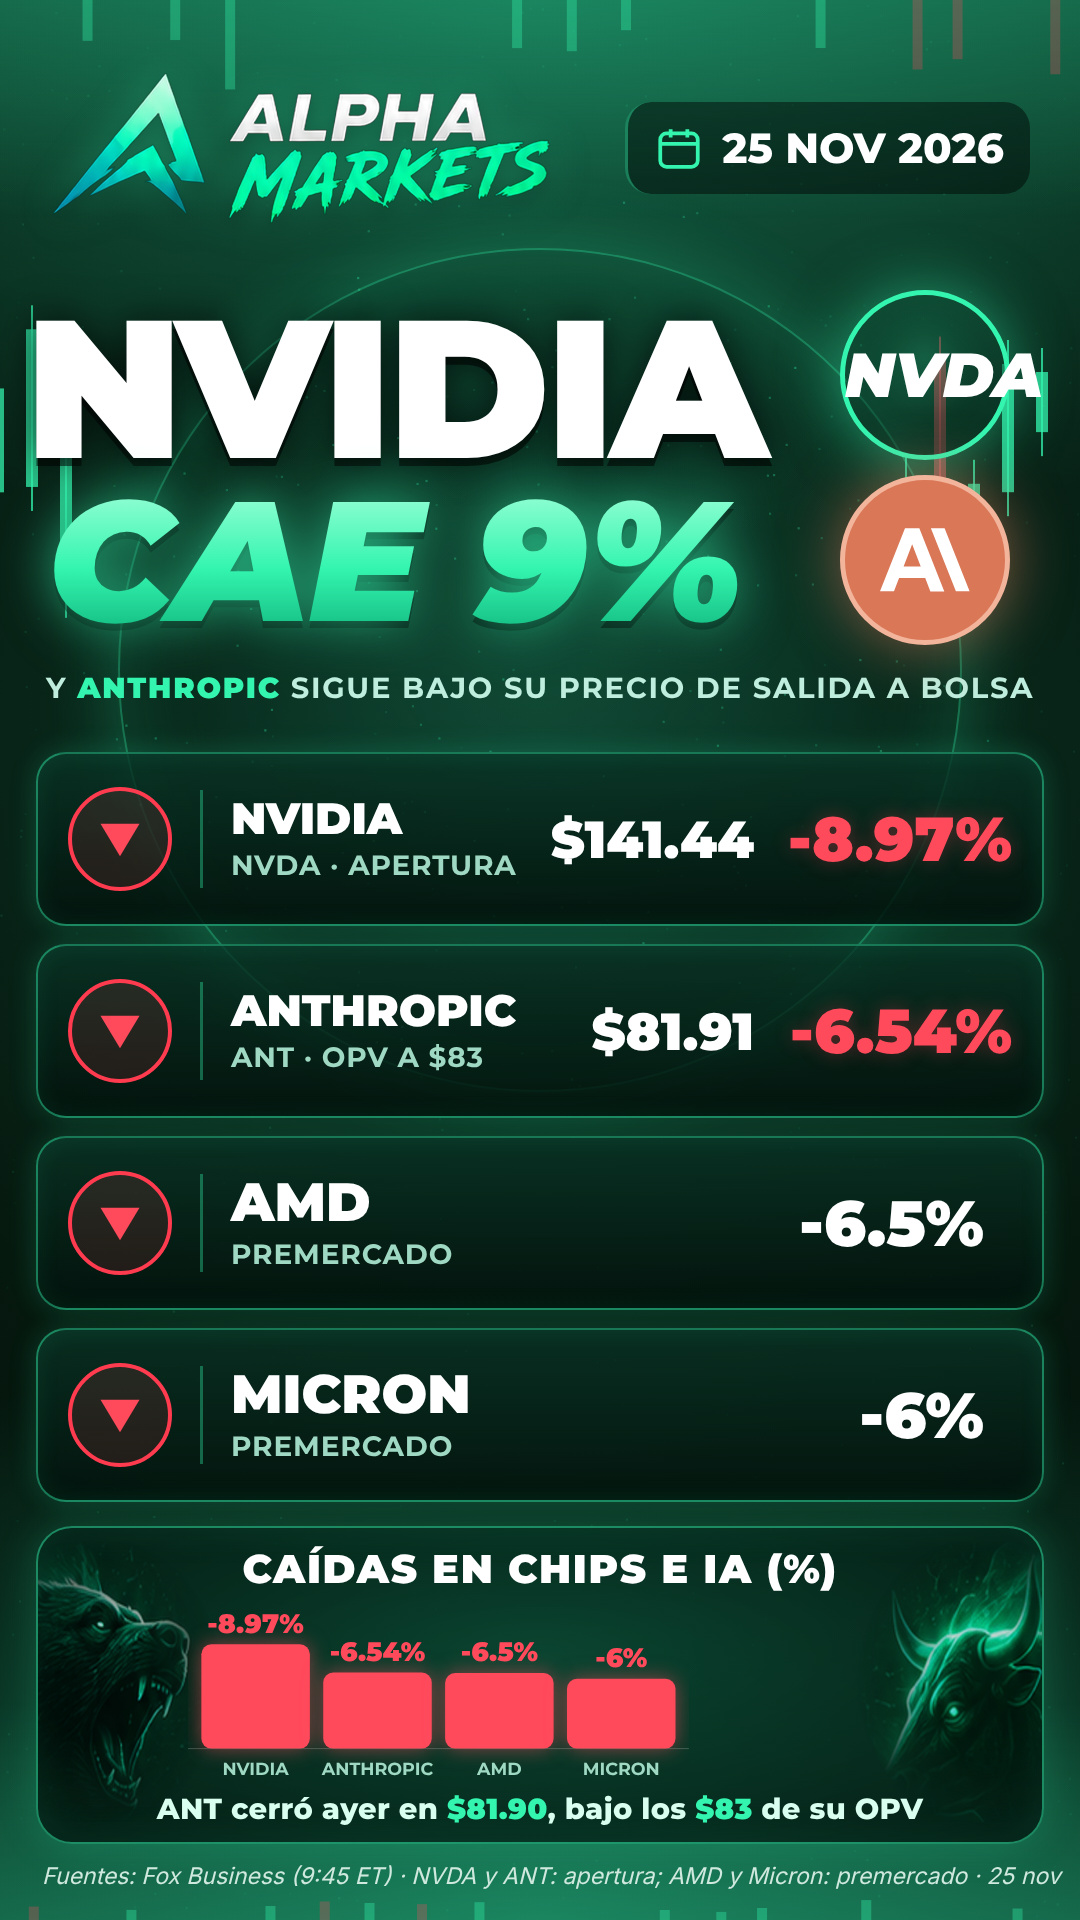 ALPHA
MARKETS
25 NOV 2026
NVIDIA
NVDA
CAE 9%
A\
Y ANTHROPIC SIGUE BAJO SU PRECIO DE SALIDA A BOLSA
NVIDIA
NVDA · APERTURA
$141.44 -8.97%
ANTHROPIC
ANT · OPV A $83
$81.91 -6.54%
AMD
PREMERCADO
-6.5%
MICRON
PREMERCADO
-6%
CAÍDAS EN CHIPS E IA (%)
-8.97% -6.54% -6.5% -6%
NVIDIA ANTHROPIC AMD MICRON
ANT cerró ayer en $81.90, bajo los $83 de su OPV
Fuentes: Fox Business (9:45 ET) · NVDA y ANT: apertura; AMD y Micron: premercado · 25 nov